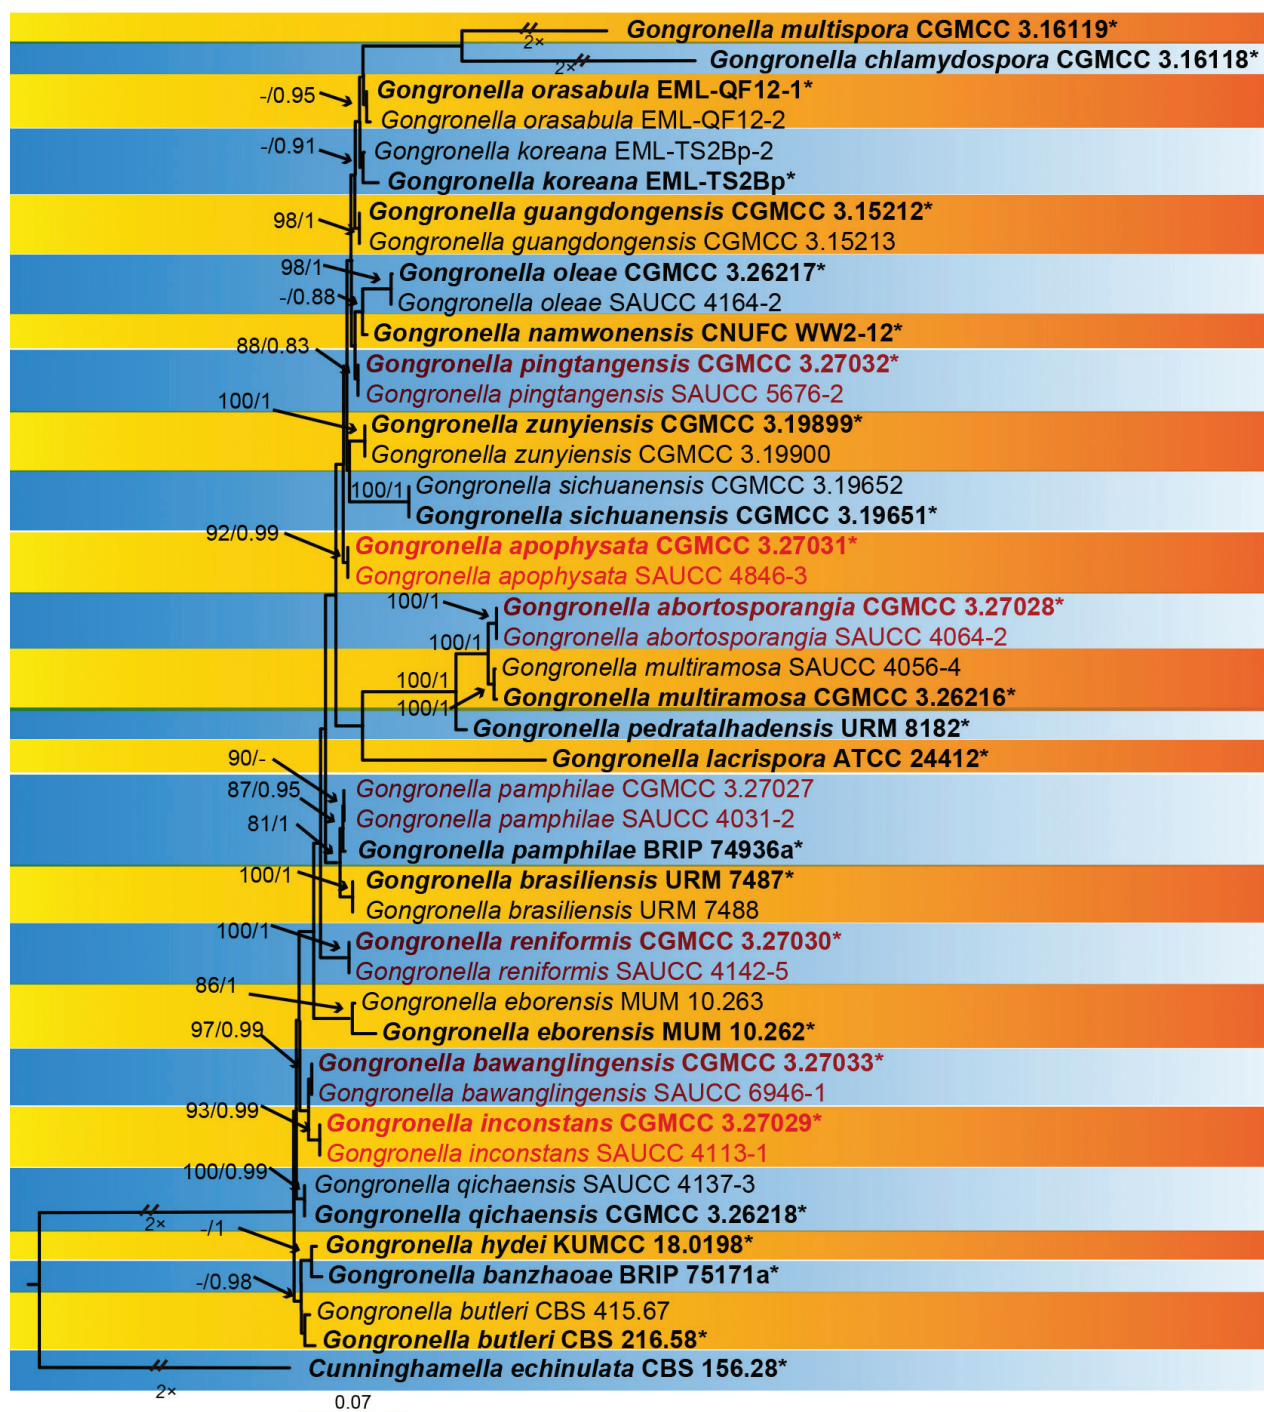 Gongronella multispora CGMCC 3.16119*
2×
Gongronella chlamydospora CGMCC 3.16118*
2×
-/0.95
Gongronella orasabula EML-QF12-1*
Gongronella orasabula EML-QF12-2
-/0.91
Gongronella koreana EML-TS2Bp-2
Gongronella koreana EML-TS2Bp*
98/1
Gongronella guangdongensis CGMCC 3.15212*
Gongronella guangdongensis CGMCC 3.15213
98/1
Gongronella oleae CGMCC 3.26217*
-/0.88
Gongronella oleae SAUCC 4164-2
Gongronella namwonensis CNUFC WW2-12*
88/0.83
Gongronella pingtangensis CGMCC 3.27032*
Gongronella pingtangensis SAUCC 5676-2
100/1
Gongronella zunyiensis CGMCC 3.19899*
Gongronella zunyiensis CGMCC 3.19900
100/1
Gongronella sichuanensis CGMCC 3.19652
Gongronella sichuanensis CGMCC 3.19651*
92/0.99
Gongronella apophysata CGMCC 3.27031*
Gongronella apophysata SAUCC 4846-3
100/1
Gongronella abortosporangia CGMCC 3.27028*
100/1
Gongronella abortosporangia SAUCC 4064-2
Gongronella multiramosa SAUCC 4056-4
100/1
100/1
Gongronella multiramosa CGMCC 3.26216*
Gongronella pedratalhadensis URM 8182*
Gongronella lacrispora ATCC 24412*
90/-
Gongronella pamphilae CGMCC 3.27027
87/0.95
Gongronella pamphilae SAUCC 4031-2
81/1
Gongronella pamphilae BRIP 74936a*
100/1
Gongronella brasiliensis URM 7487*
Gongronella brasiliensis URM 7488
100/1
Gongronella reniformis CGMCC 3.27030*
Gongronella reniformis SAUCC 4142-5
86/1
Gongronella eborensis MUM 10.263
Gongronella eborensis MUM 10.262*
97/0.99
Gongronella bawanglingensis CGMCC 3.27033*
Gongronella bawanglingensis SAUCC 6946-1
93/0.99
Gongronella inconstans CGMCC 3.27029*
Gongronella inconstans SAUCC 4113-1
100/0.99
Gongronella qichaensis SAUCC 4137-3
Gongronella qichaensis CGMCC 3.26218*
2×
-/1
Gongronella hydei KUMCC 18.0198*
Gongronella banzhaoae BRIP 75171a*
-/0.98
Gongronella butleri CBS 415.67
Gongronella butleri CBS 216.58*
Cunninghamella echinulata CBS 156.28*
2×
0.07